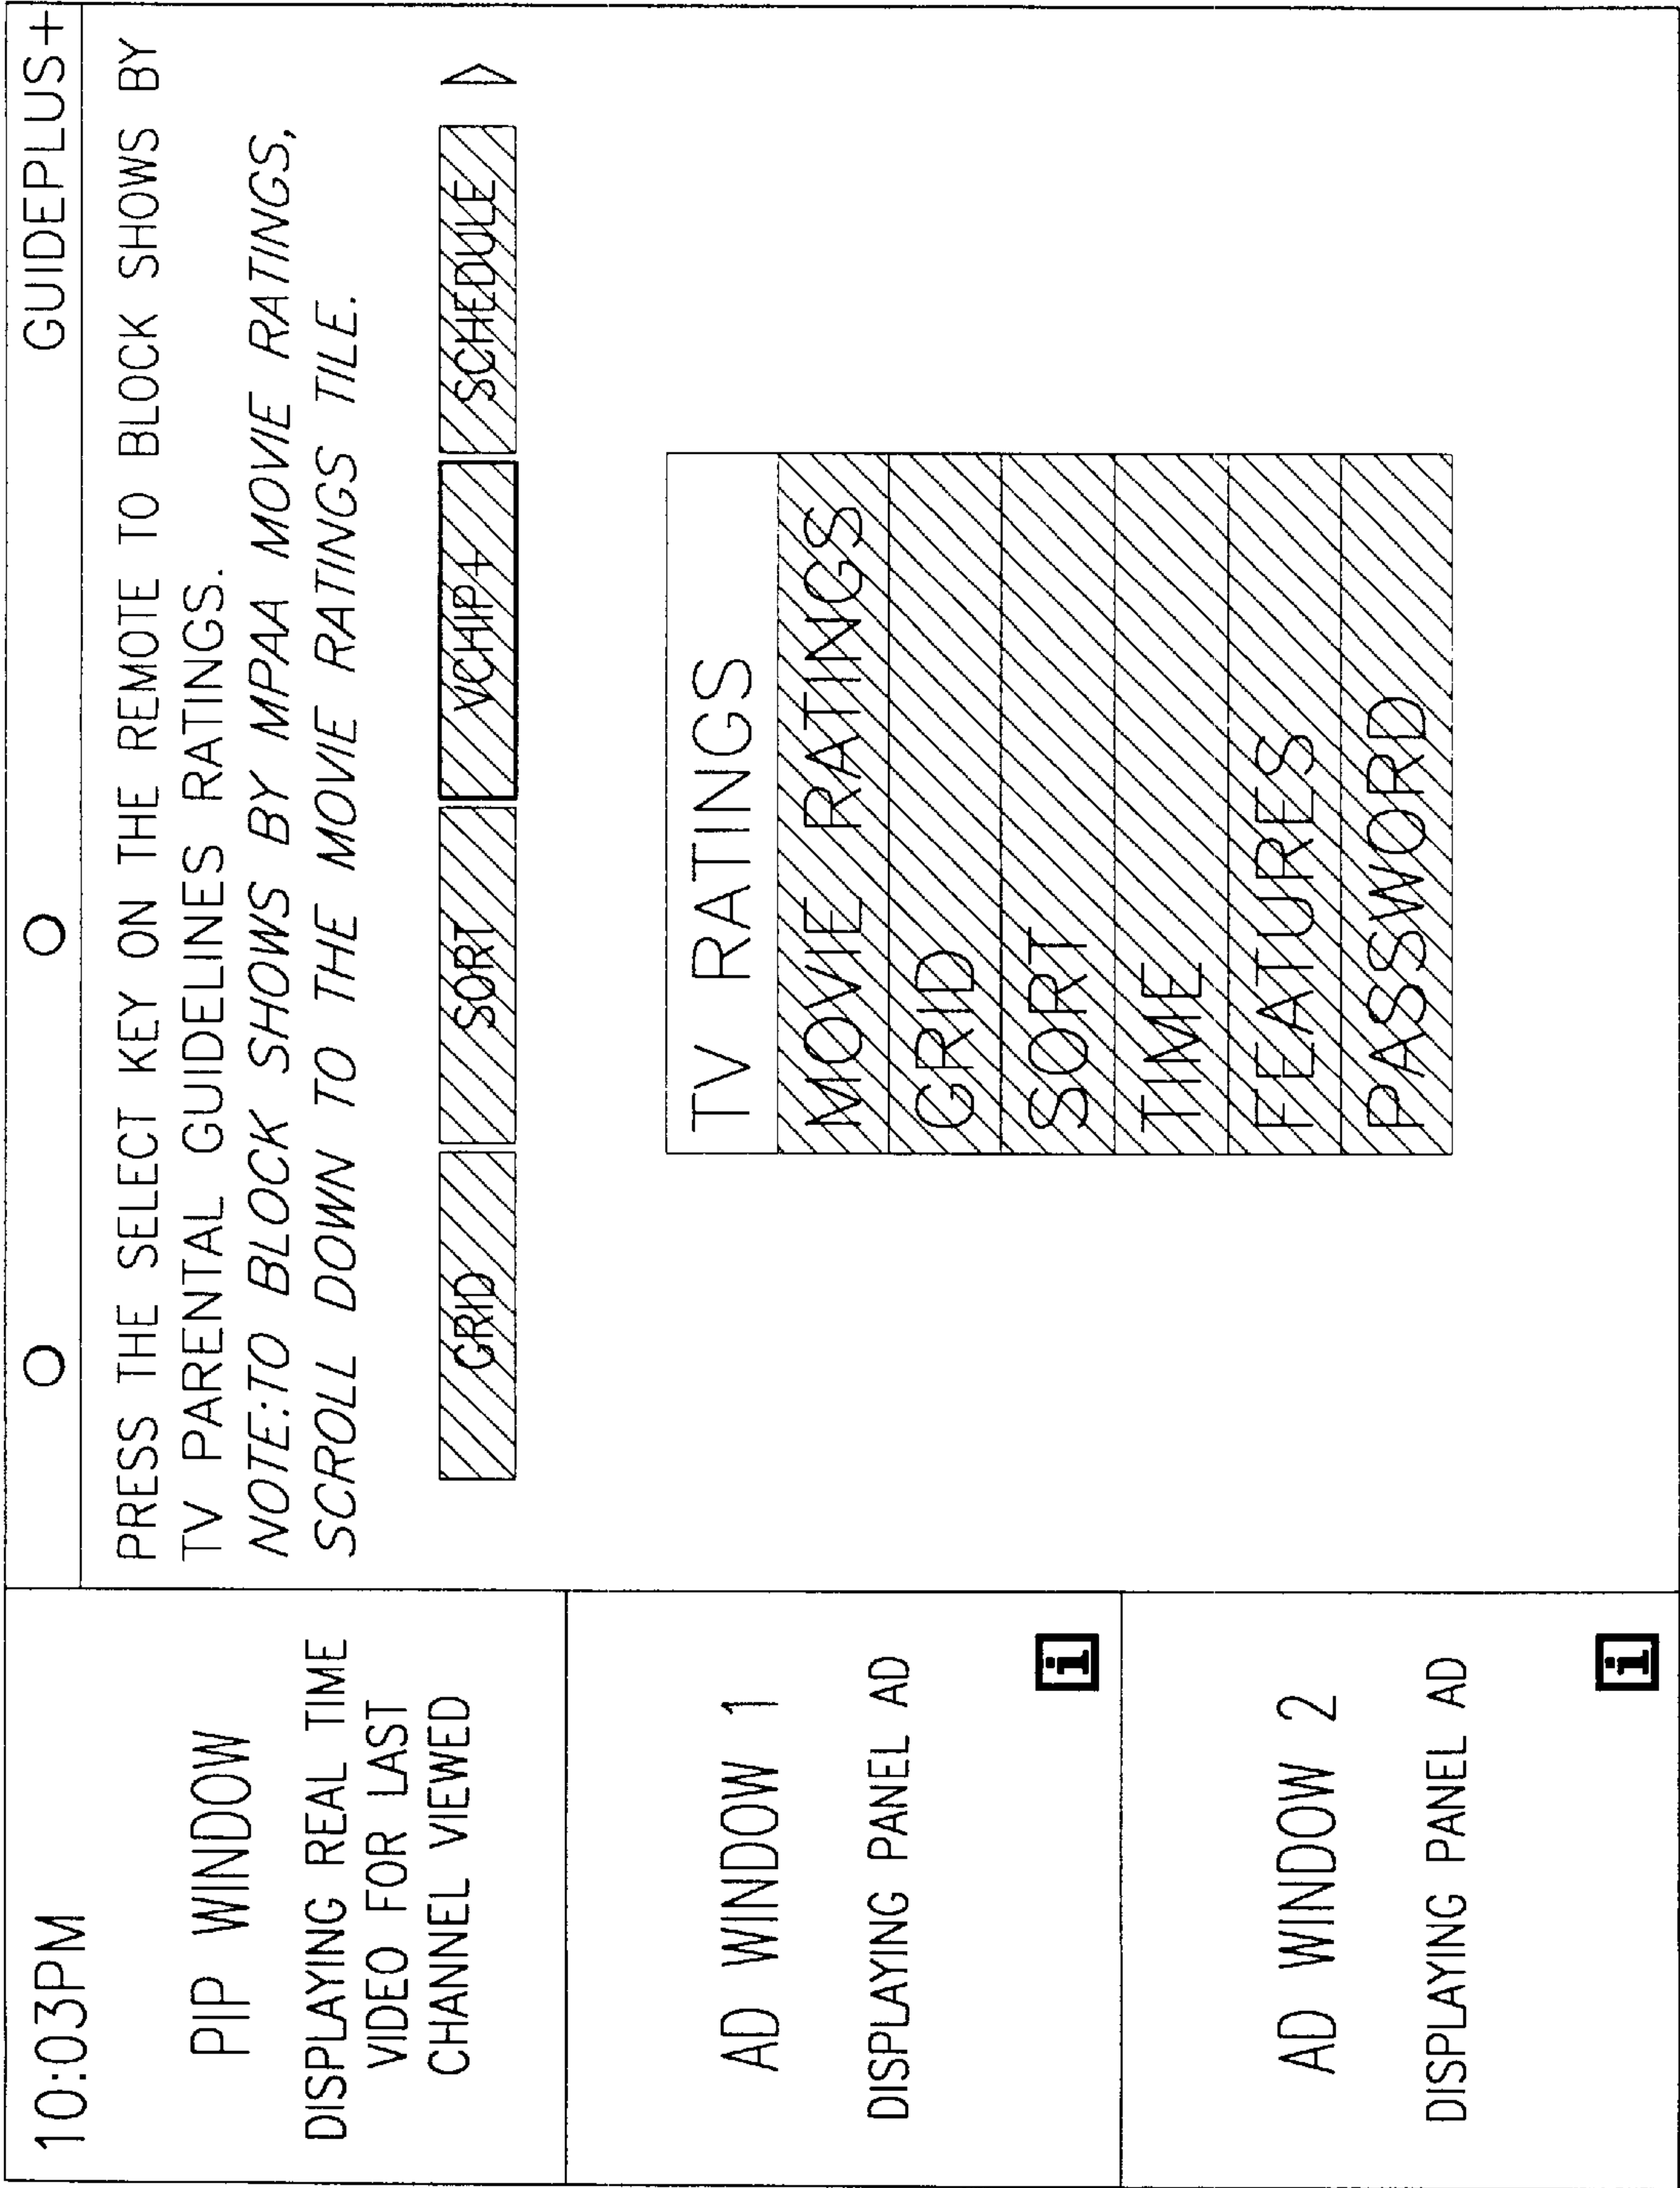 10:03PM
PIP WINDOW
DISPLAYING REAL TIME
VIDEO FOR LAST
CHANNEL VIEWED
AD WINDOW 1
DISPLAYING PANEL AD
i
AD WINDOW 2
DISPLAYING PANEL AD
i
GUIDEPLUS+
PRESS THE SELECT KEY ON THE REMOTE TO BLOCK SHOWS BY
TV PARENTAL GUIDELINES RATINGS.
NOTE:TO BLOCK SHOWS BY MPAA MOVIE RATINGS,
SCROLL DOWN TO THE MOVIE RATINGS TILE.
GRID SORT VCHIP+ SCHEDULE
TV RATINGS
MOVIE RATINGS
GRID
SORT
TIME
FEATURES
PASSWORD